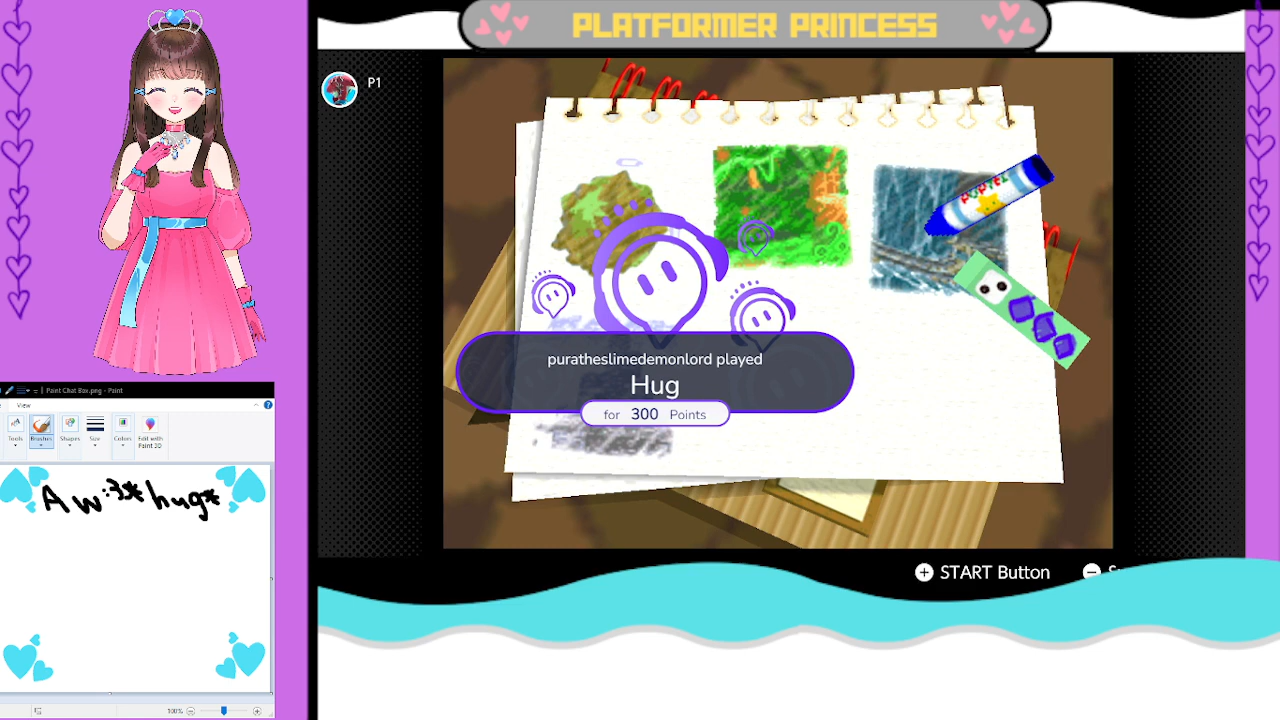 PLATFORMER PRINCESS
P1
puratheslimedemonlord played
Hug
for 300 Points
START Button
Paint Chat Box.png - Paint
View
Tools
Brushes
Shapes
Size
Colors
Edit with
Paint 3D
Aw :3 *hug*
100%